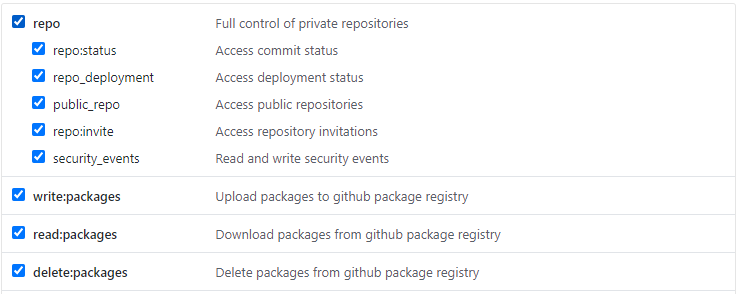 repo Full control of private repositories
repo:status Access commit status
repo_deployment Access deployment status
public_repo Access public repositories
repo:invite Access repository invitations
security_events Read and write security events
write:packages Upload packages to github package registry
read:packages Download packages from github package registry
delete:packages Delete packages from github package registry